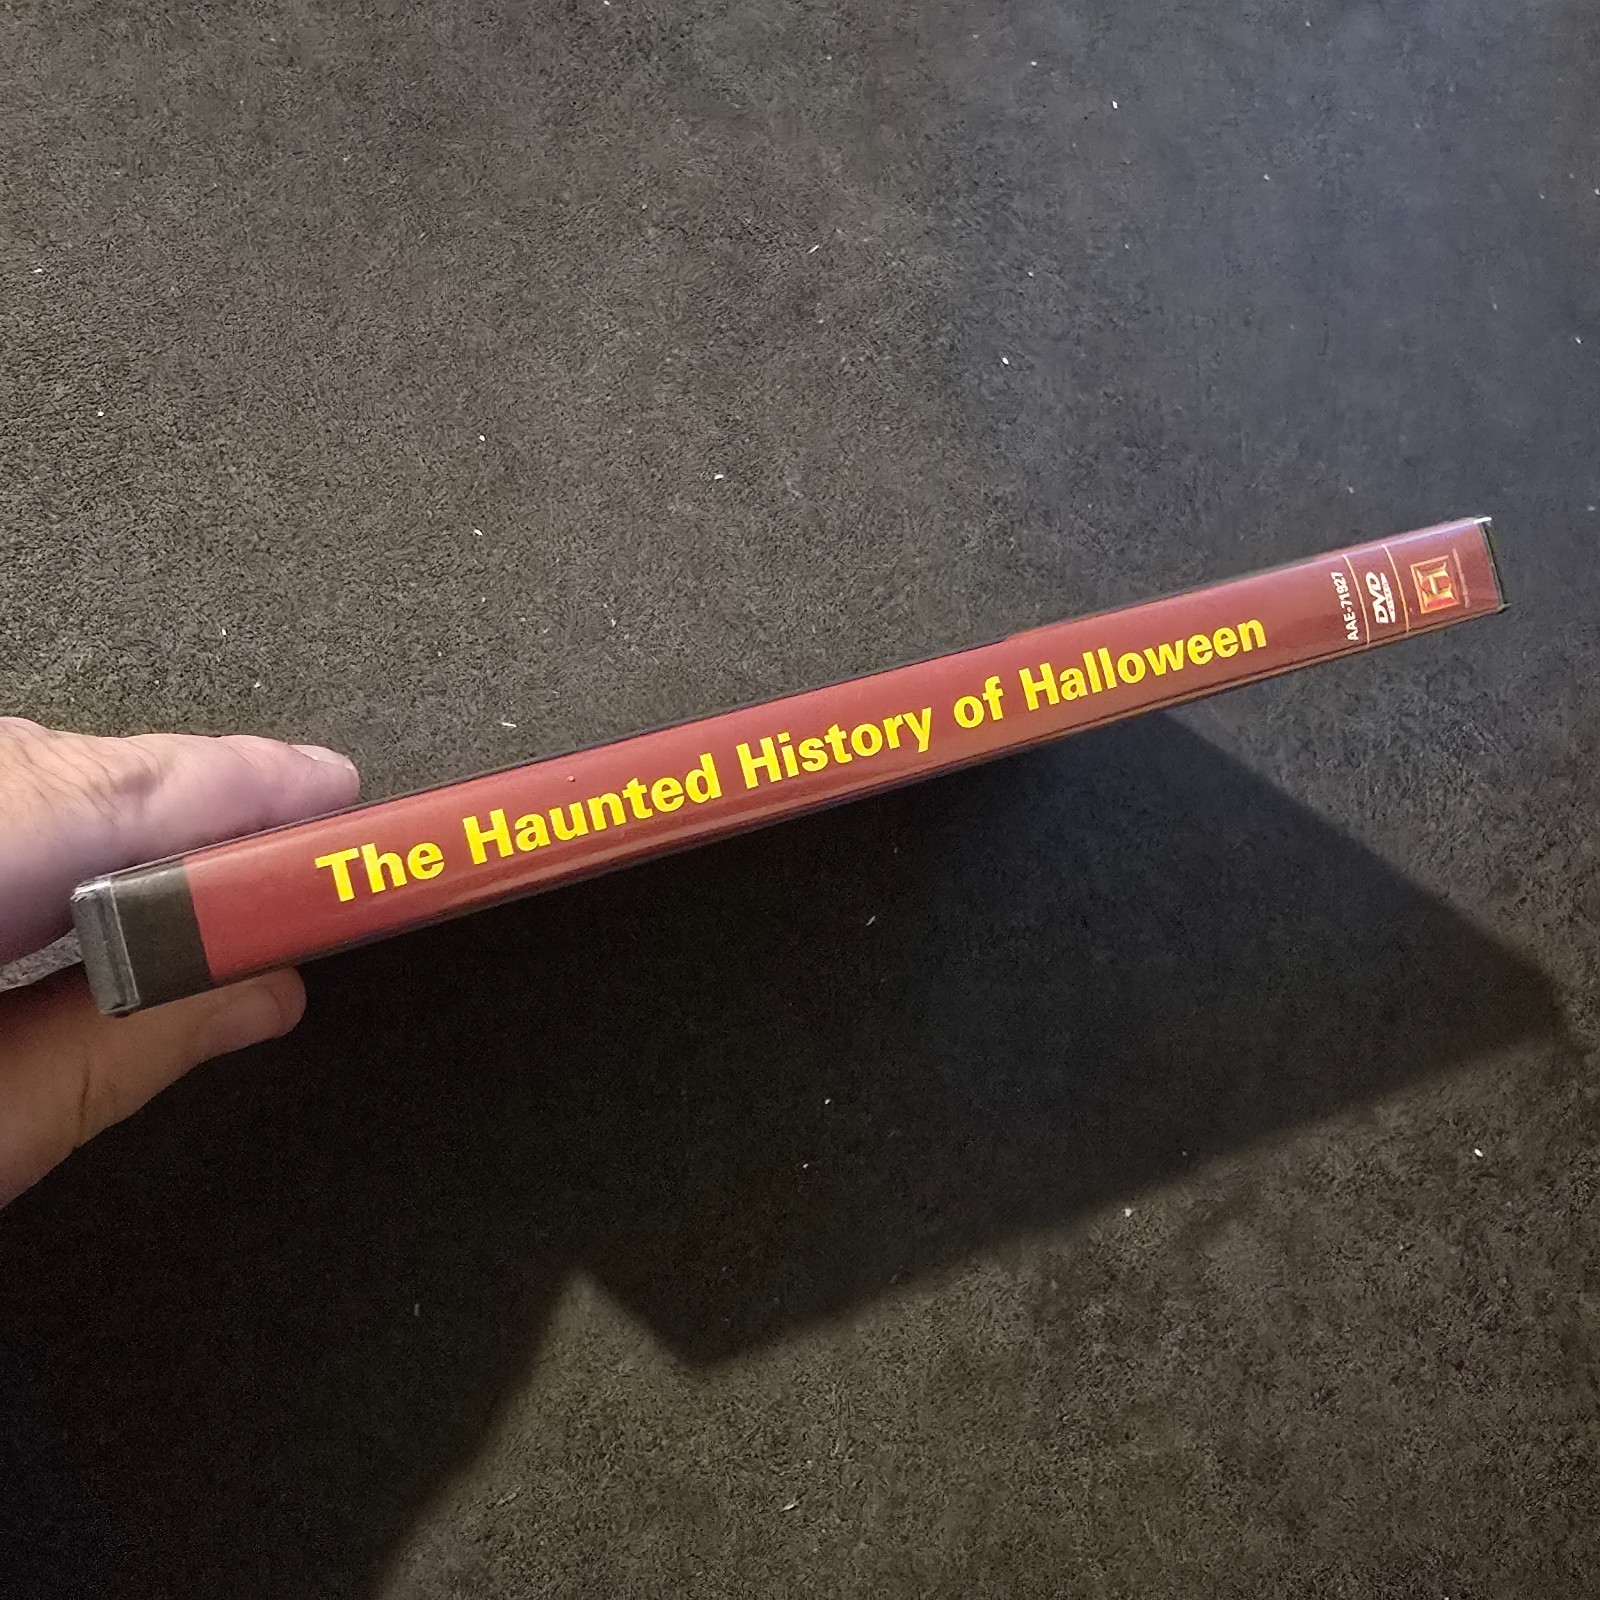 The Haunted History of Halloween
AAE-71927
DVD
H